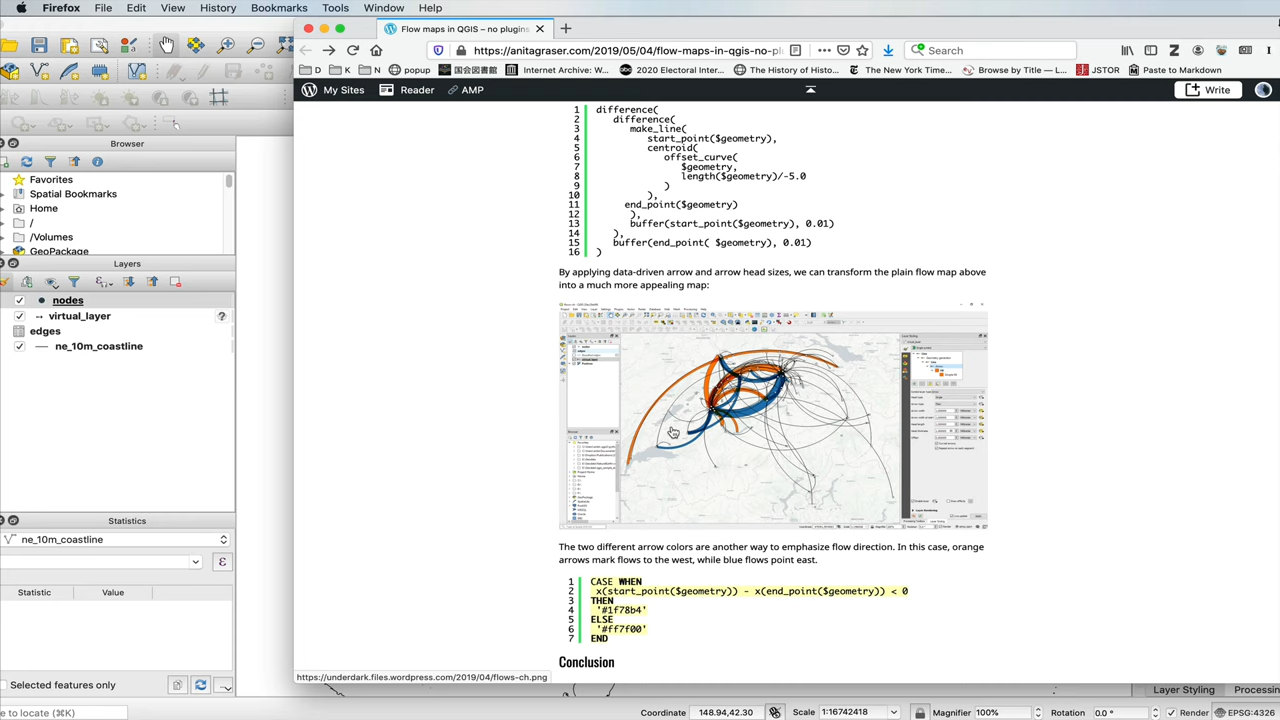 Firefox File Edit View History Bookmarks Tools Window Help
Flow maps in QGIS – no plugins
https://anitagraser.com/2019/05/04/flow-maps-in-qgis-no-pl
Search
D K N popup 国会図書館 Internet Archive: W... 2020 Electoral Inter... The History of Histo... The New York Time... Browse by Title — L... JSTOR Paste to Markdown
My Sites Reader AMP Write
Browser
Favorites
Spatial Bookmarks
Home
/
/Volumes
GeoPackage
Layers
nodes
virtual_layer
edges
ne_10m_coastline
Statistics
ne_10m_coastline
ε
Statistic Value
Selected features only
e to locate (⌘K)
1 difference(
2 difference(
3 make_line(
4 start_point($geometry),
5 centroid(
6 offset_curve(
7 $geometry,
8 length($geometry)/-5.0
9 )
10 ),
11 end_point($geometry)
12 ),
13 buffer(start_point($geometry), 0.01)
14 ),
15 buffer(end_point( $geometry), 0.01)
16 )
By applying data-driven arrow and arrow head sizes, we can transform the plain flow map above
into a much more appealing map:
The two different arrow colors are another way to emphasize flow direction. In this case, orange
arrows mark flows to the west, while blue flows point east.
1 CASE WHEN
2 x(start_point($geometry)) - x(end_point($geometry)) < 0
3 THEN
4 '#1f78b4'
5 ELSE
6 '#ff7f00'
7 END
Conclusion
https://underdark.files.wordpress.com/2019/04/flows-ch.png
Layer Styling Processing
Coordinate 148.94,42.30 Scale 1:16742418 Magnifier 100% Rotation 0.0 ° Render EPSG:4326